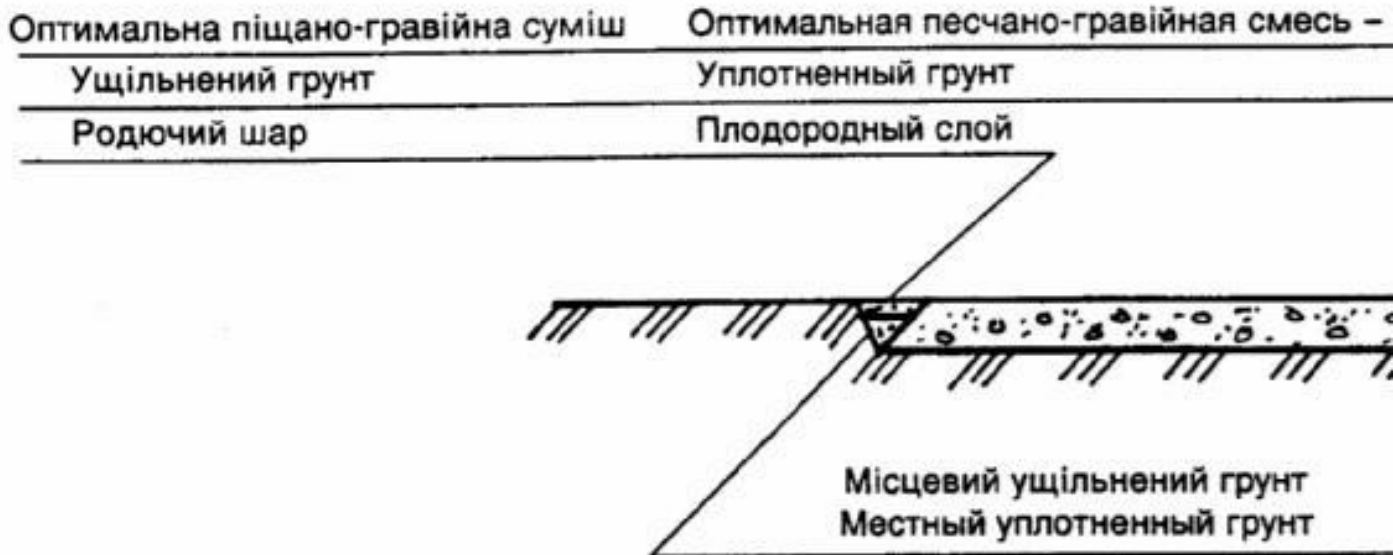 Оптимальна піщано-гравійна суміш Оптимальная песчано-гравійная смесь –
Ущільнений грунт Уплотненный грунт
Родючий шар Плодородный слой
Місцевий ущільнений грунт
Местный уплотненный грунт